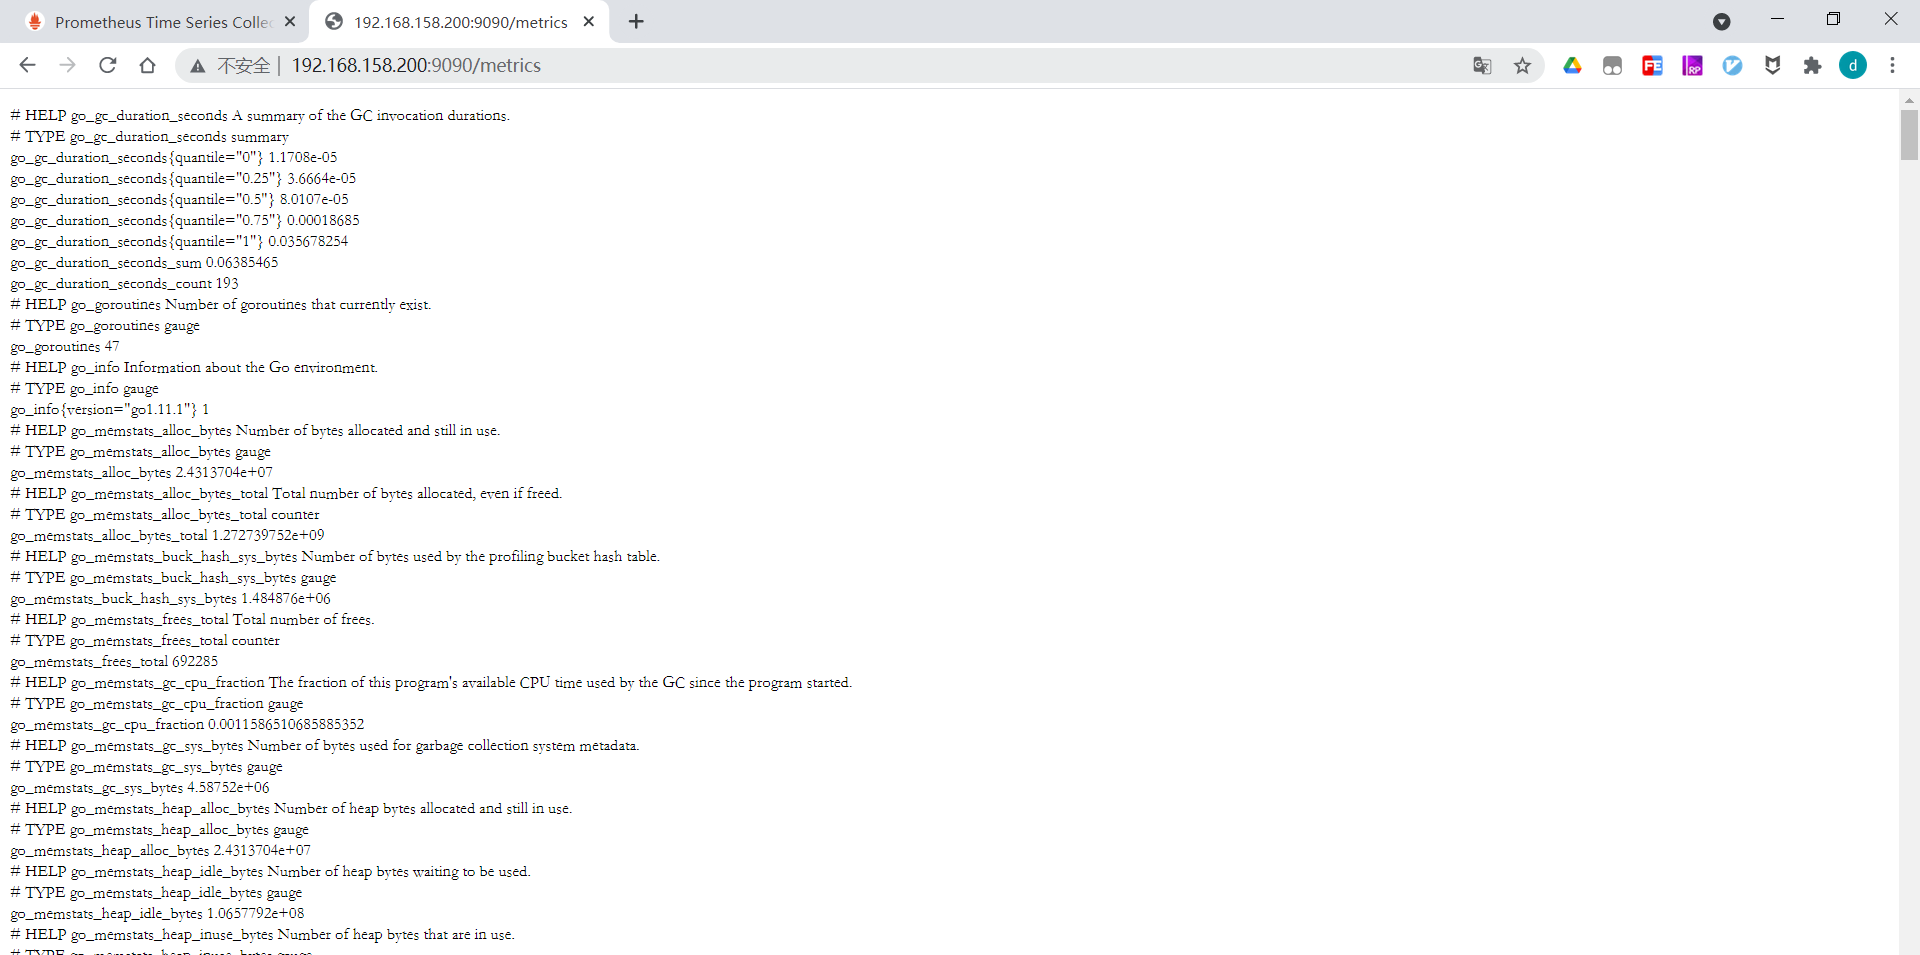 Prometheus Time Series Colle
192.168.158.200:9090/metrics
不安全 | 192.168.158.200:9090/metrics
FE
RP
d
# HELP go_gc_duration_seconds A summary of the GC invocation durations.
# TYPE go_gc_duration_seconds summary
go_gc_duration_seconds{quantile="0"} 1.1708e-05
go_gc_duration_seconds{quantile="0.25"} 3.6664e-05
go_gc_duration_seconds{quantile="0.5"} 8.0107e-05
go_gc_duration_seconds{quantile="0.75"} 0.00018685
go_gc_duration_seconds{quantile="1"} 0.035678254
go_gc_duration_seconds_sum 0.06385465
go_gc_duration_seconds_count 193
# HELP go_goroutines Number of goroutines that currently exist.
# TYPE go_goroutines gauge
go_goroutines 47
# HELP go_info Information about the Go environment.
# TYPE go_info gauge
go_info{version="go1.11.1"} 1
# HELP go_memstats_alloc_bytes Number of bytes allocated and still in use.
# TYPE go_memstats_alloc_bytes gauge
go_memstats_alloc_bytes 2.4313704e+07
# HELP go_memstats_alloc_bytes_total Total number of bytes allocated, even if freed.
# TYPE go_memstats_alloc_bytes_total counter
go_memstats_alloc_bytes_total 1.272739752e+09
# HELP go_memstats_buck_hash_sys_bytes Number of bytes used by the profiling bucket hash table.
# TYPE go_memstats_buck_hash_sys_bytes gauge
go_memstats_buck_hash_sys_bytes 1.484876e+06
# HELP go_memstats_frees_total Total number of frees.
# TYPE go_memstats_frees_total counter
go_memstats_frees_total 692285
# HELP go_memstats_gc_cpu_fraction The fraction of this program's available CPU time used by the GC since the program started.
# TYPE go_memstats_gc_cpu_fraction gauge
go_memstats_gc_cpu_fraction 0.0011586510685885352
# HELP go_memstats_gc_sys_bytes Number of bytes used for garbage collection system metadata.
# TYPE go_memstats_gc_sys_bytes gauge
go_memstats_gc_sys_bytes 4.58752e+06
# HELP go_memstats_heap_alloc_bytes Number of heap bytes allocated and still in use.
# TYPE go_memstats_heap_alloc_bytes gauge
go_memstats_heap_alloc_bytes 2.4313704e+07
# HELP go_memstats_heap_idle_bytes Number of heap bytes waiting to be used.
# TYPE go_memstats_heap_idle_bytes gauge
go_memstats_heap_idle_bytes 1.0657792e+08
# HELP go_memstats_heap_inuse_bytes Number of heap bytes that are in use.
# TYPE go_memstats_heap_inuse_bytes gauge